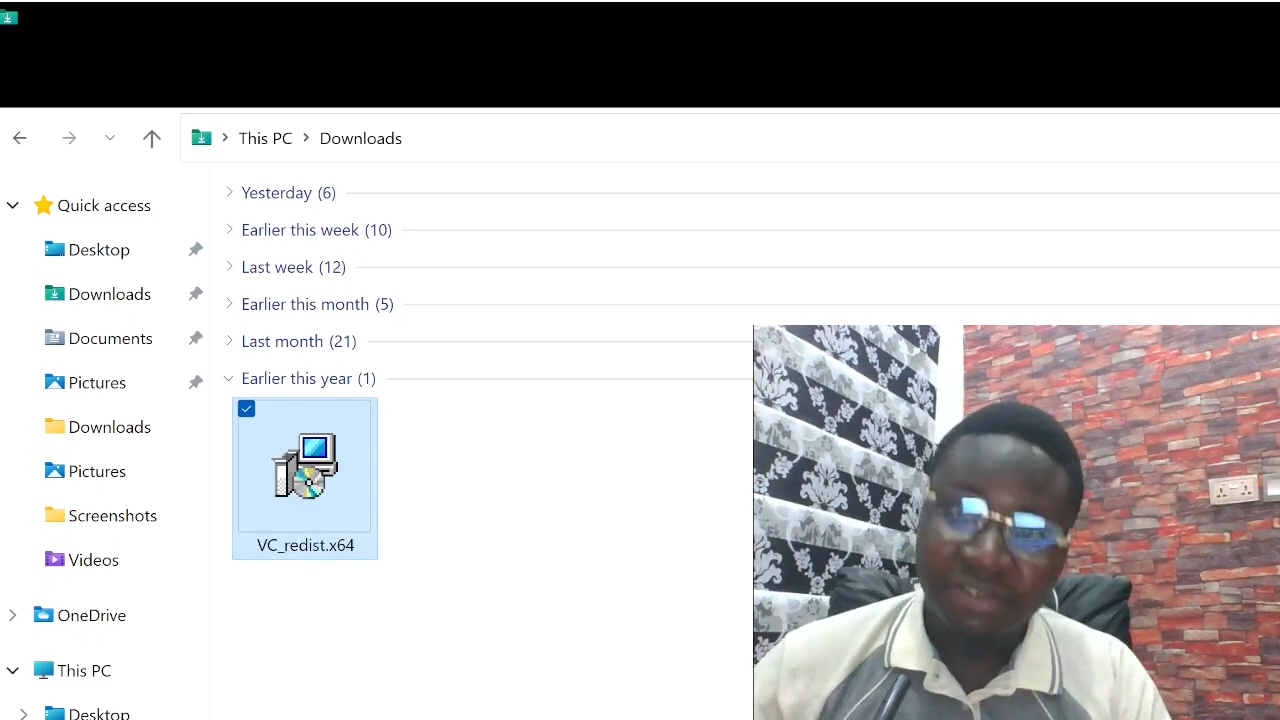 This PC > Downloads
Quick access
Desktop
Downloads
Documents
Pictures
Downloads
Pictures
Screenshots
Videos
OneDrive
This PC
Desktop
Yesterday (6)
Earlier this week (10)
Last week (12)
Earlier this month (5)
Last month (21)
Earlier this year (1)
VC_redist.x64